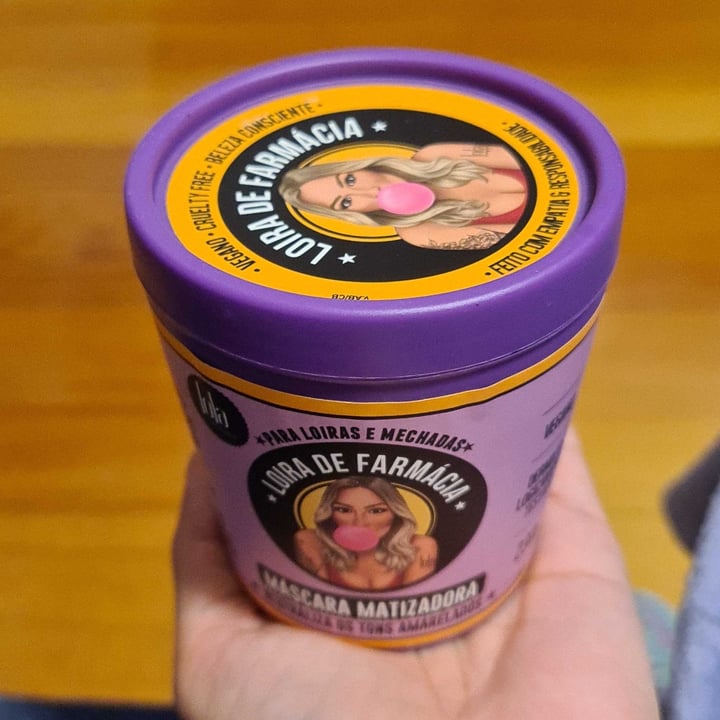 • VEGANO • CRUELTY FREE • BELEZA CONSCIENTE •
LOIRA DE FARMÁCIA
• FEITO COM EMPATIA & RESPONSABILIDADE •
lola
PARA LOIRAS E MECHADAS
LOIRA DE FARMÁCIA
MÁSCARA MATIZADORA
NEUTRALIZA OS TONS AMARELADOS